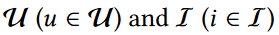 𝓤 (𝑢 ∈ 𝓤) and 𝓘 (𝑖 ∈ 𝓘)